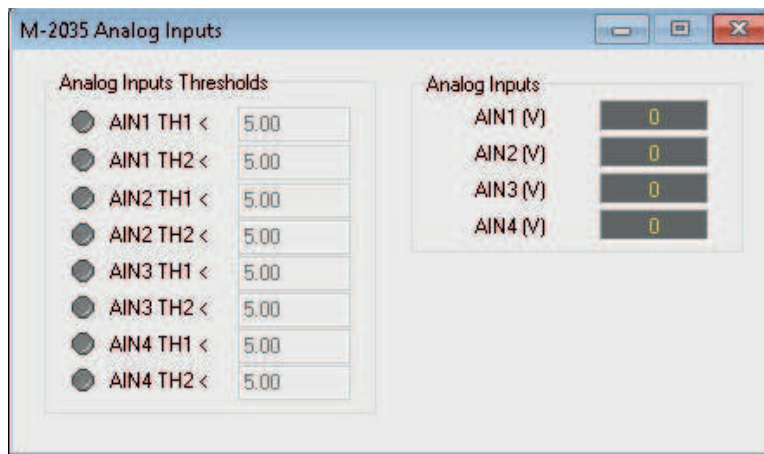 M-2035 Analog Inputs
Analog Inputs Thresholds
AIN1 TH1 < 5.00
AIN1 TH2 < 5.00
AIN2 TH1 < 5.00
AIN2 TH2 < 5.00
AIN3 TH1 < 5.00
AIN3 TH2 < 5.00
AIN4 TH1 < 5.00
AIN4 TH2 < 5.00
Analog Inputs
AIN1 (V) 0
AIN2 (V) 0
AIN3 (V) 0
AIN4 (V) 0